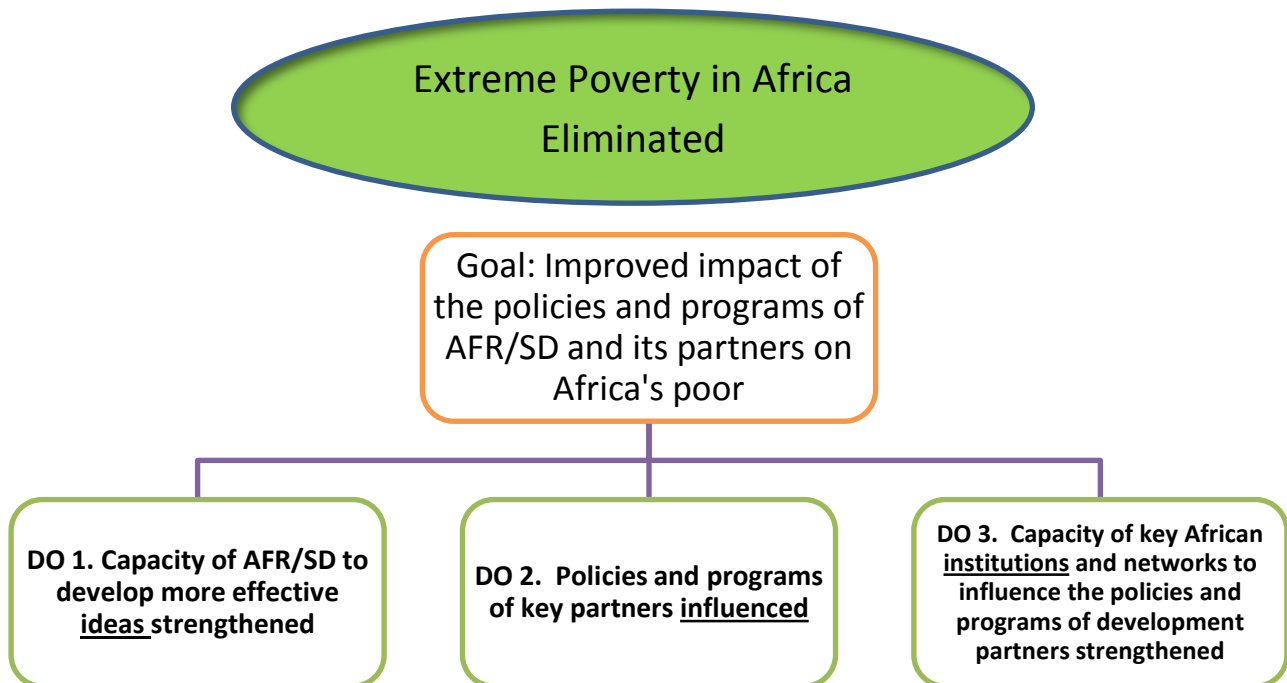 Extreme Poverty in Africa
Eliminated
Goal: Improved impact of
the policies and programs of
AFR/SD and its partners on
Africa's poor
DO 1. Capacity of AFR/SD to
develop more effective
ideas strengthened
DO 2.  Policies and programs
of key partners influenced
DO 3.  Capacity of key African
institutions and networks to
influence the policies and
programs of development
partners strengthened